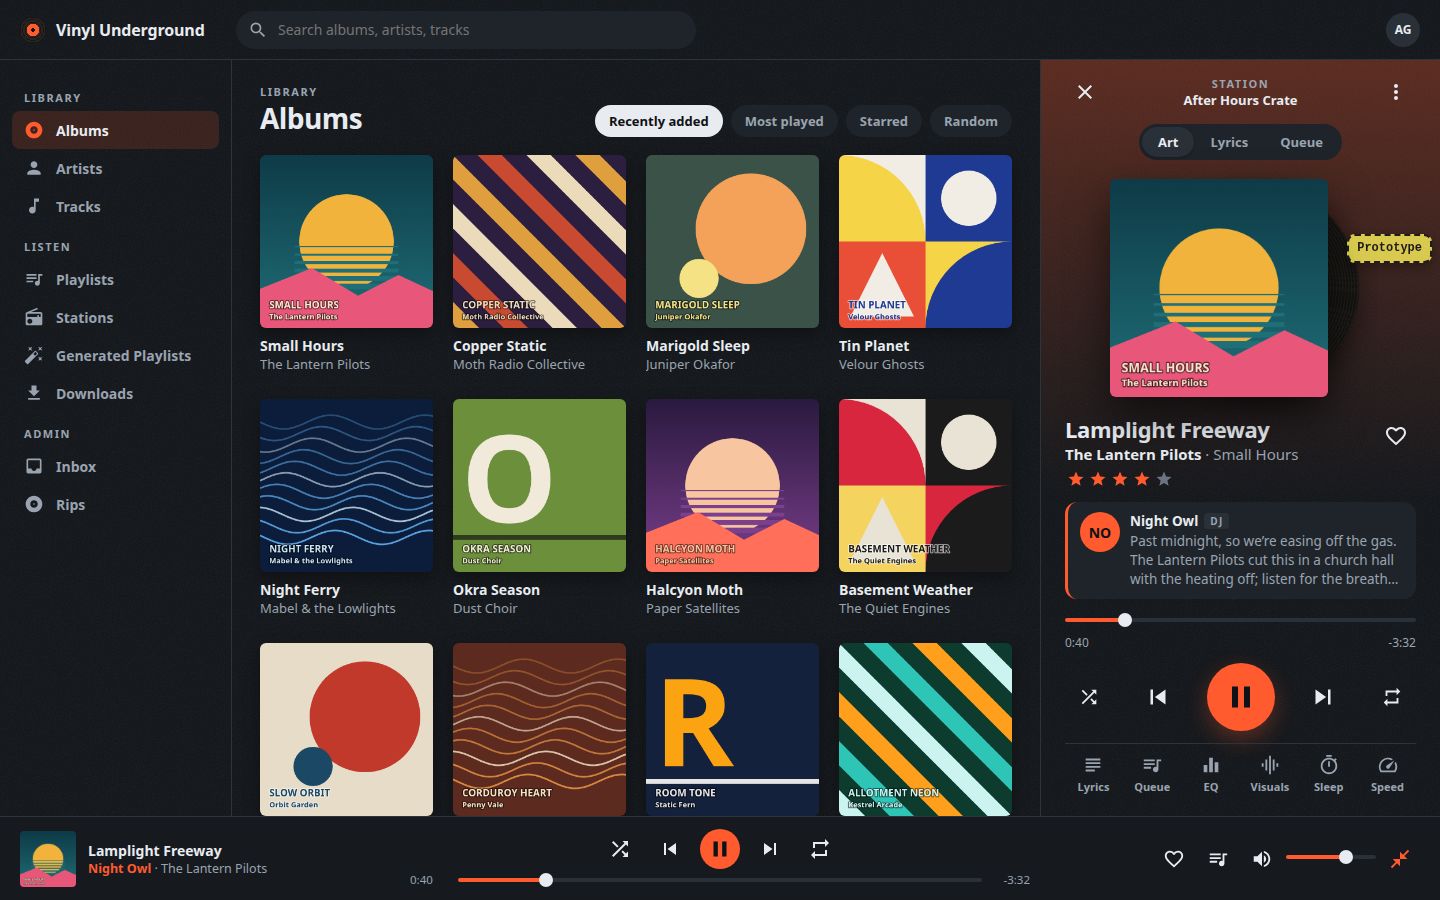 Vinyl Underground
Search albums, artists, tracks
AG
LIBRARY
Albums
Artists
Tracks
LISTEN
Playlists
Stations
Generated Playlists
Downloads
ADMIN
Inbox
Rips
LIBRARY
Albums
Recently added
Most played
Starred
Random
SMALL HOURS
The Lantern Pilots
Small Hours
The Lantern Pilots
COPPER STATIC
Moth Radio Collective
Copper Static
Moth Radio Collective
MARIGOLD SLEEP
Juniper Okafor
Marigold Sleep
Juniper Okafor
TIN PLANET
Velour Ghosts
Tin Planet
Velour Ghosts
NIGHT FERRY
Mabel & the Lowlights
Night Ferry
Mabel & the Lowlights
O
OKRA SEASON
Dust Choir
Okra Season
Dust Choir
HALCYON MOTH
Paper Satellites
Halcyon Moth
Paper Satellites
BASEMENT WEATHER
The Quiet Engines
Basement Weather
The Quiet Engines
SLOW ORBIT
Orbit Garden
CORDUROY HEART
Penny Vale
R
ROOM TONE
Static Fern
ALLOTMENT NEON
Kestrel Arcade
STATION
After Hours Crate
Art
Lyrics
Queue
SMALL HOURS
The Lantern Pilots
Prototype
Lamplight Freeway
The Lantern Pilots · Small Hours
NO
Night Owl DJ
Past midnight, so we’re easing off the gas.
The Lantern Pilots cut this in a church hall
with the heating off; listen for the breath…
0:40
-3:32
Lyrics
Queue
EQ
Visuals
Sleep
Speed
Lamplight Freeway
Night Owl · The Lantern Pilots
0:40
-3:32